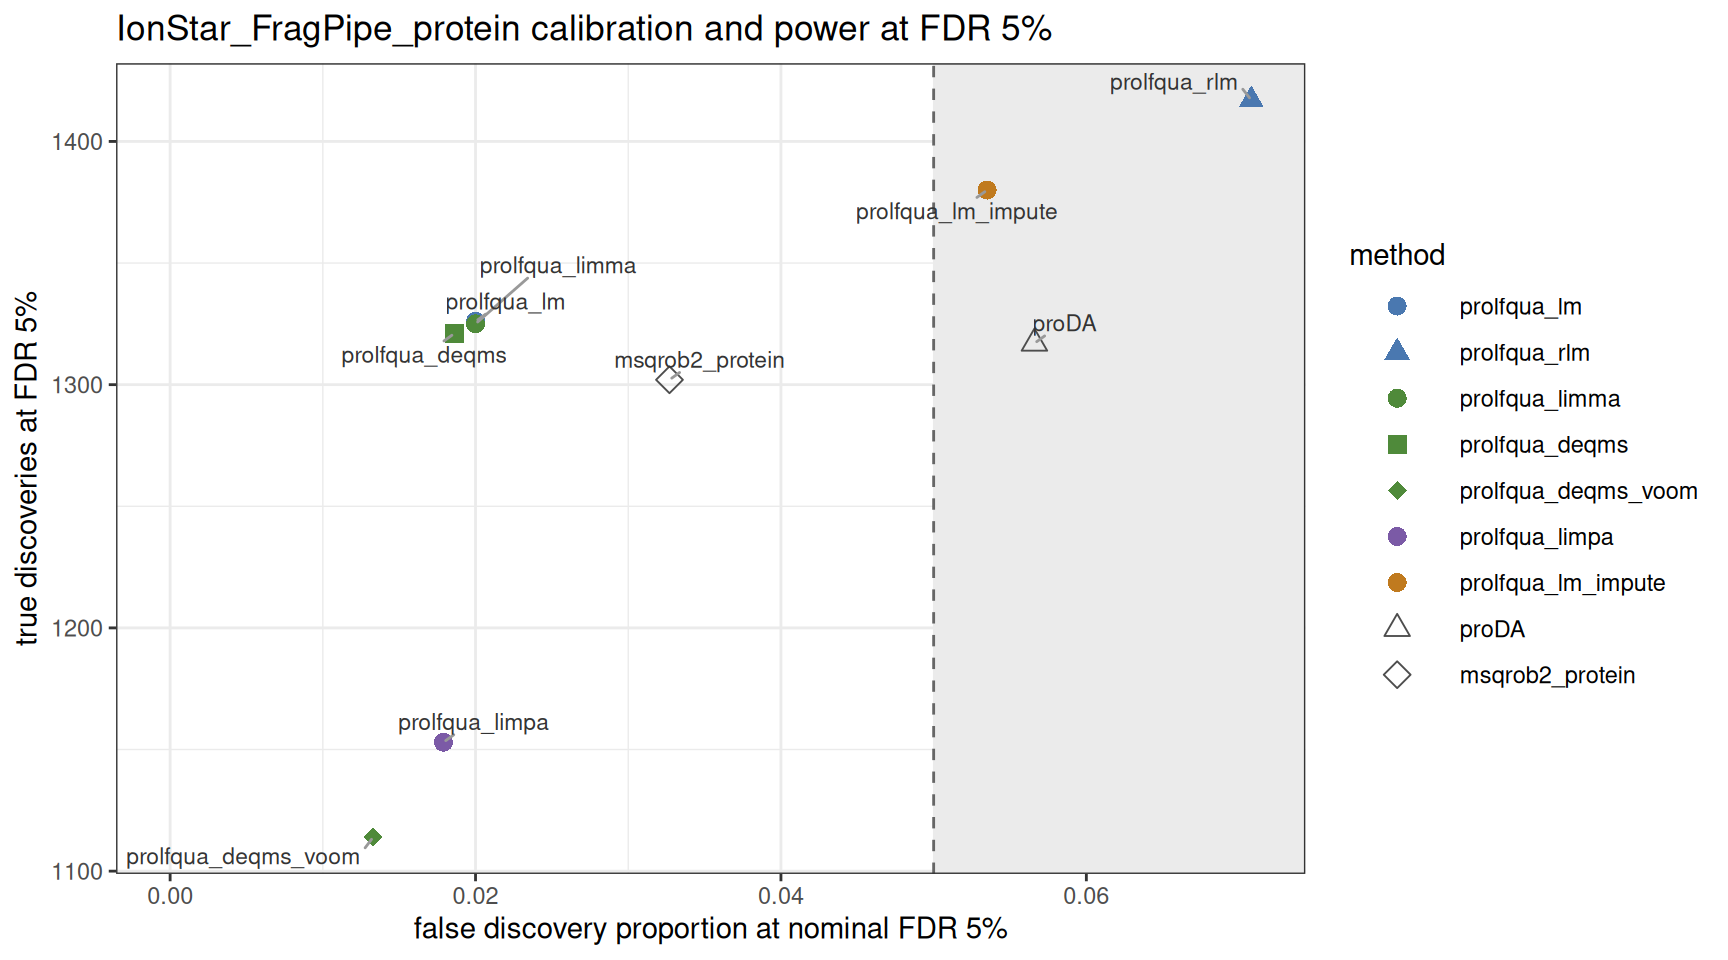 IonStar_FragPipe_protein calibration and power at FDR 5%
prolfqua_rlm
prolfqua_lm_impute
prolfqua_limma
prolfqua_lm
proDA
prolfqua_deqms
msqrob2_protein
prolfqua_limpa
prolfqua_deqms_voom
1400
1300
1200
1100
true discoveries at FDR 5%
0.00 0.02 0.04 0.06
false discovery proportion at nominal FDR 5%
method
prolfqua_lm
prolfqua_rlm
prolfqua_limma
prolfqua_deqms
prolfqua_deqms_voom
prolfqua_limpa
prolfqua_lm_impute
proDA
msqrob2_protein